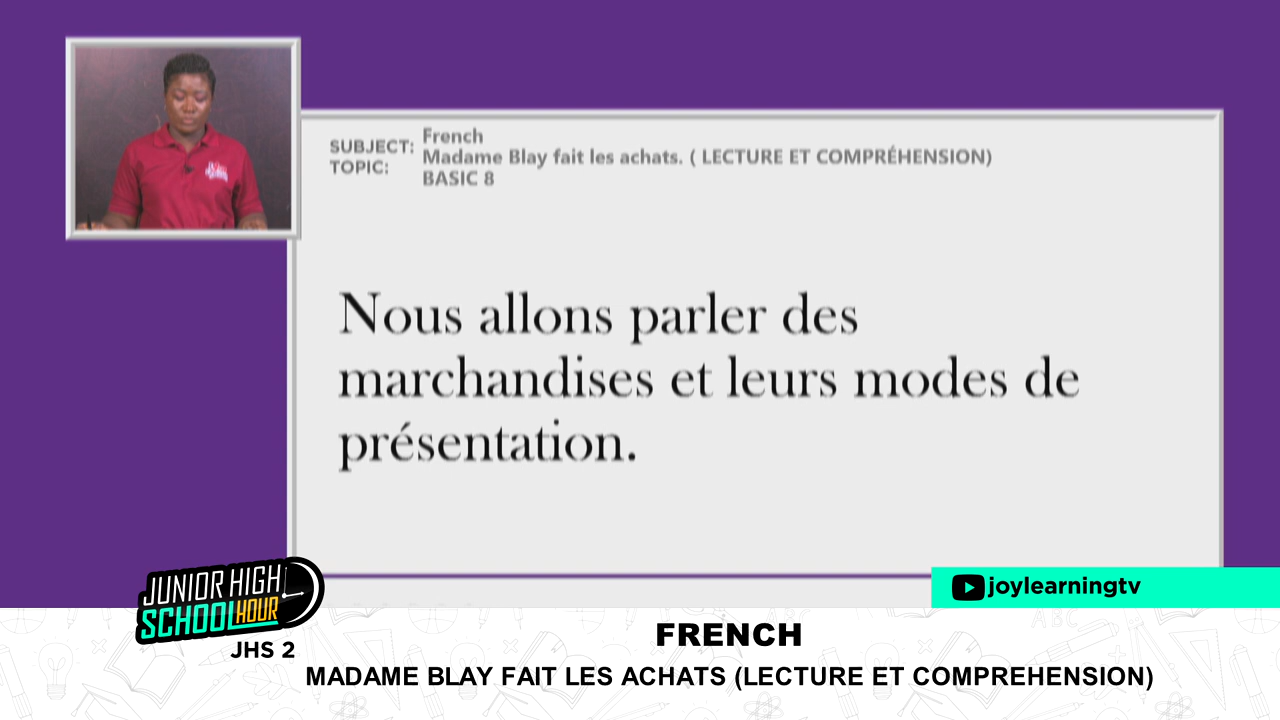 SUBJECT: French
TOPIC: Madame Blay fait les achats. ( LECTURE ET COMPRÉHENSION)
BASIC 8
Nous allons parler des
marchandises et leurs modes de
présentation.
JUNIOR HIGH
SCHOOL HOUR
JHS 2
joylearningtv
FRENCH
MADAME BLAY FAIT LES ACHATS (LECTURE ET COMPREHENSION)